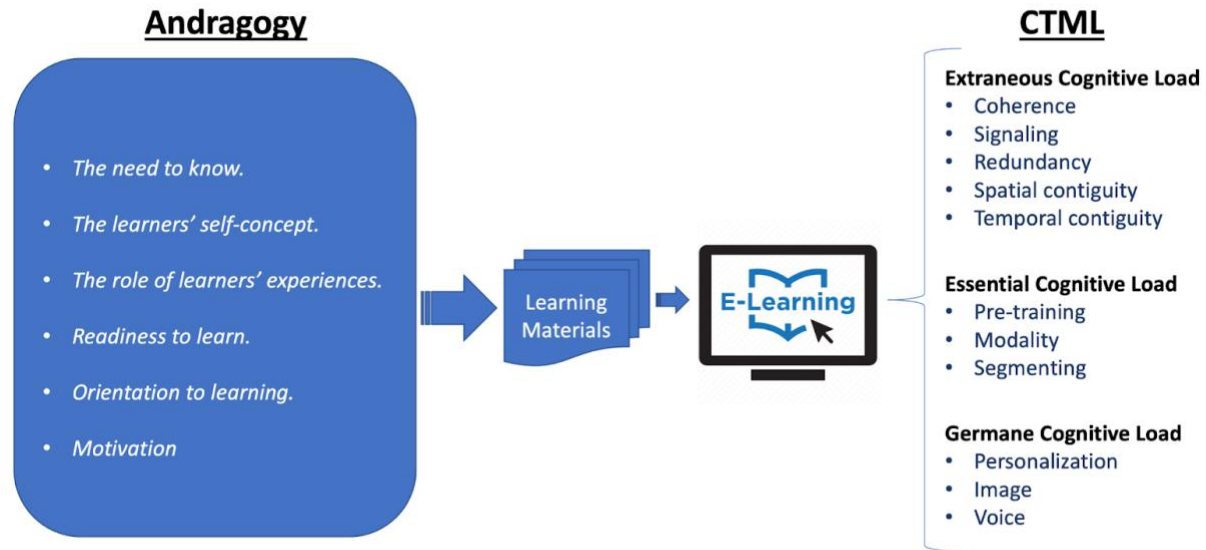 Andragogy
• The need to know.
• The learners' self-concept.
• The role of learners' experiences.
• Readiness to learn.
• Orientation to learning.
• Motivation
Learning
Materials
E-Learning
CTML
Extraneous Cognitive Load
• Coherence
• Signaling
• Redundancy
• Spatial contiguity
• Temporal contiguity
Essential Cognitive Load
• Pre-training
• Modality
• Segmenting
Germane Cognitive Load
• Personalization
• Image
• Voice